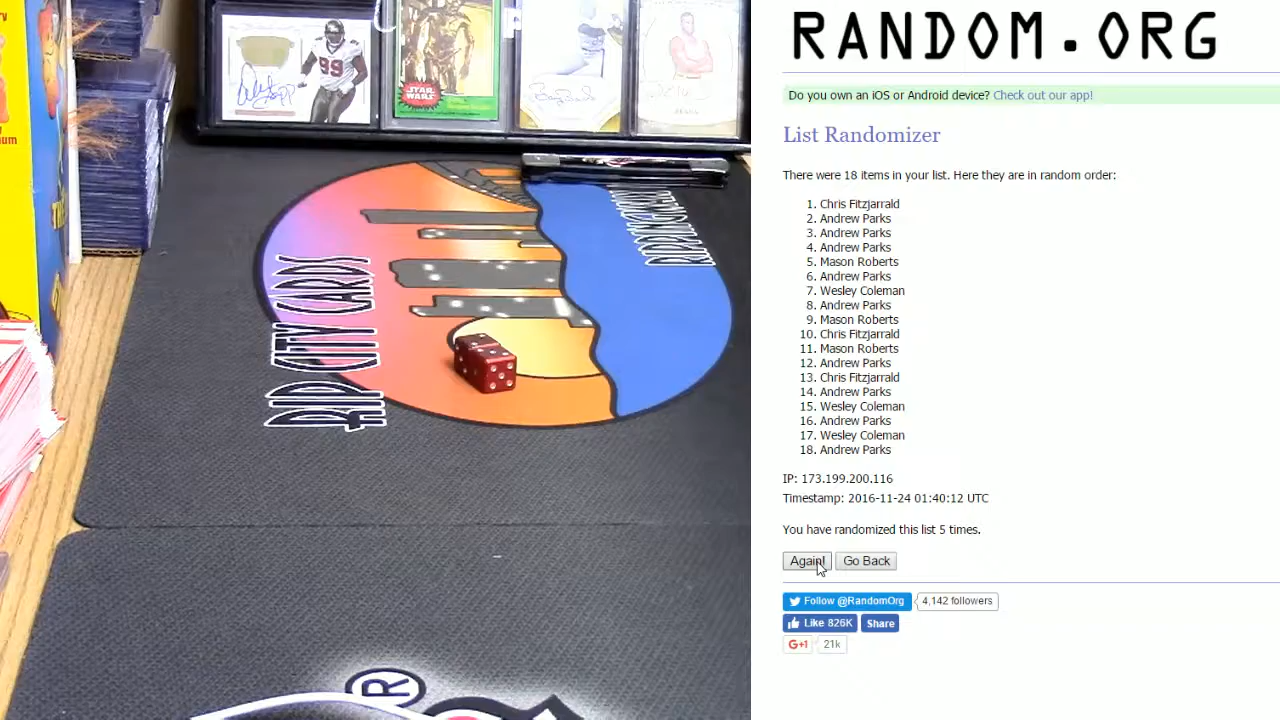 RANDOM.ORG
Do you own an iOS or Android device? Check out our app!
List Randomizer
There were 18 items in your list. Here they are in random order:
1. Chris Fitzjarrald
2. Andrew Parks
3. Andrew Parks
4. Andrew Parks
5. Mason Roberts
6. Andrew Parks
7. Wesley Coleman
8. Andrew Parks
9. Mason Roberts
10. Chris Fitzjarrald
11. Mason Roberts
12. Andrew Parks
13. Chris Fitzjarrald
14. Andrew Parks
15. Wesley Coleman
16. Andrew Parks
17. Wesley Coleman
18. Andrew Parks
IP: 173.199.200.116
Timestamp: 2016-11-24 01:40:12 UTC
You have randomized this list 5 times.
Again! Go Back
Follow @RandomOrg 4,142 followers
Like 826K Share
G+1 21k
RIP CITY CARDS
STAR WARS
99
®